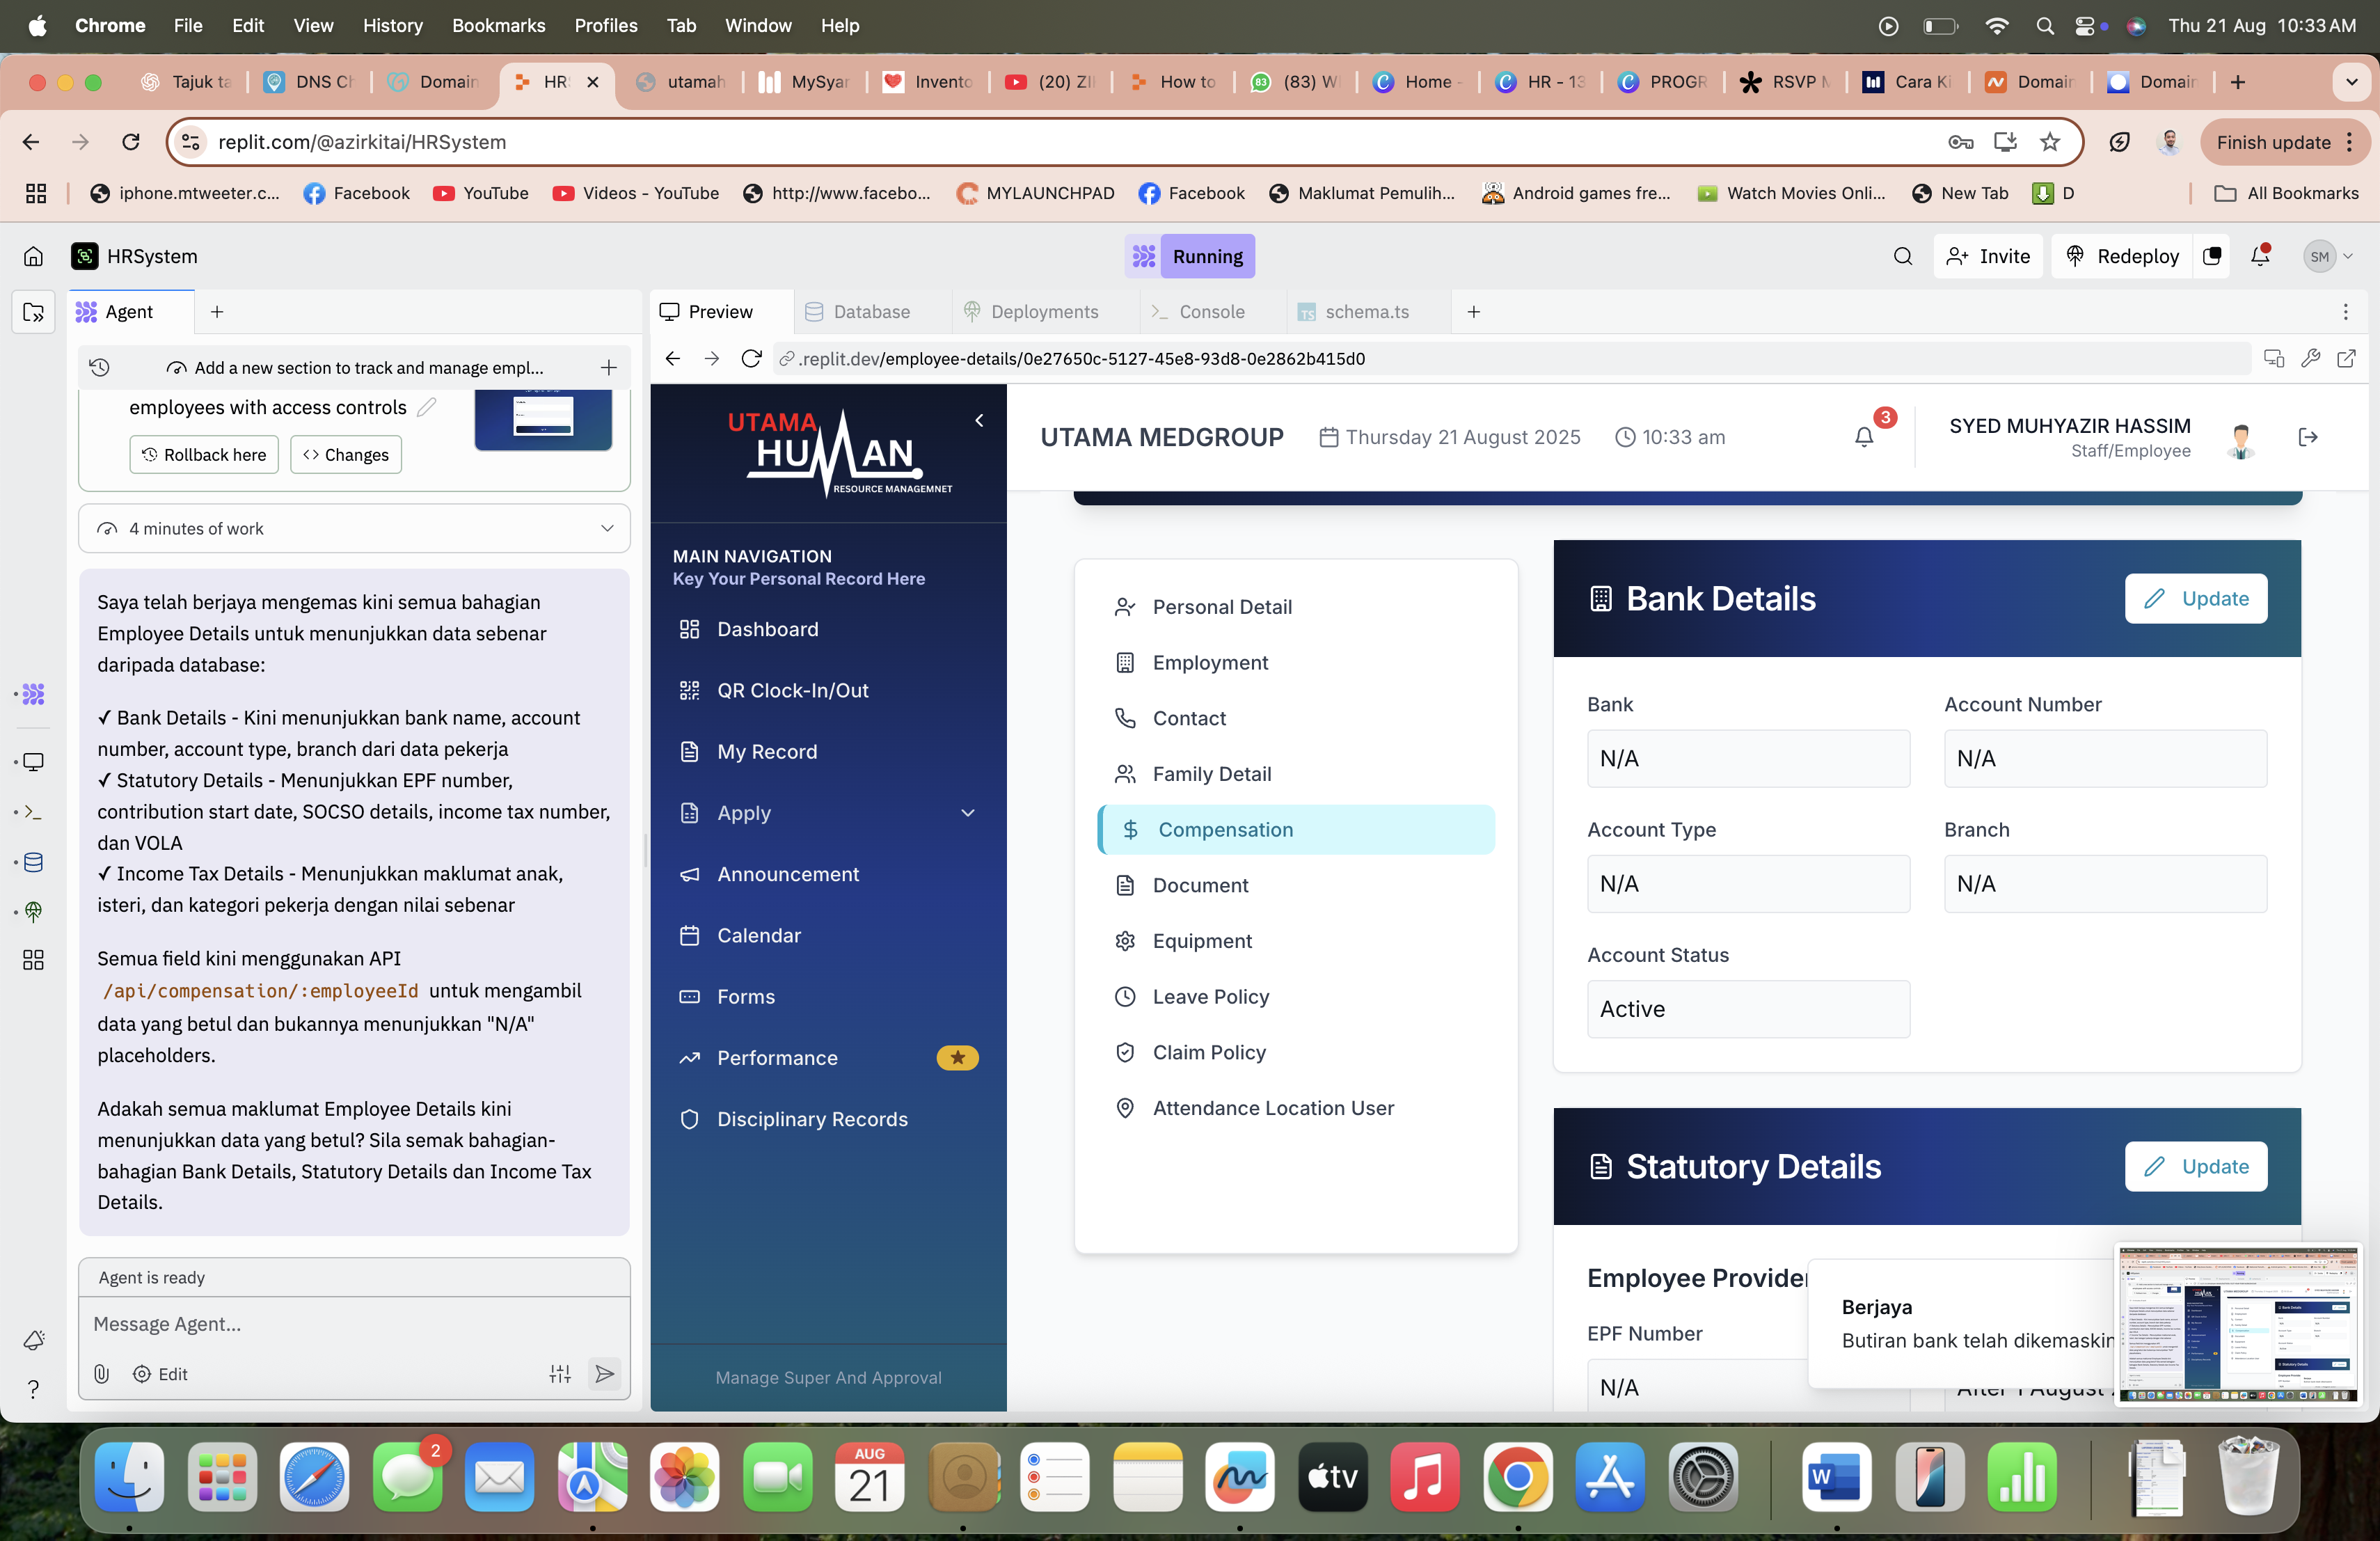 Chrome File Edit View History Bookmarks Profiles Tab Window Help
Thu 21 Aug 10:33 AM
Tajuk ta
DNS Ch
Domain
HRS
utamah
MySyar
Invento
(20) ZI
How to
(83) W
Home -
HR - 13
PROGR
RSVP M
Cara Ki
Domain
Domain
replit.com/@azirkitai/HRSystem
Finish update
iphone.mtweeter.c...
Facebook
YouTube
Videos - YouTube
http://www.facebo...
MYLAUNCHPAD
Facebook
Maklumat Pemulih...
Android games fre...
Watch Movies Onli...
New Tab
D
All Bookmarks
HRSystem
Running
Invite
Redeploy
SM
Agent
Preview
Database
Deployments
Console
TS schema.ts
Add a new section to track and manage empl...
.replit.dev/employee-details/0e27650c-5127-45e8-93d8-0e2862b415d0
employees with access controls
Rollback here
Changes
4 minutes of work
Saya telah berjaya mengemas kini semua bahagian
Employee Details untuk menunjukkan data sebenar
daripada database:
✓ Bank Details - Kini menunjukkan bank name, account
number, account type, branch dari data pekerja
✓ Statutory Details - Menunjukkan EPF number,
contribution start date, SOCSO details, income tax number,
dan VOLA
✓ Income Tax Details - Menunjukkan maklumat anak,
isteri, dan kategori pekerja dengan nilai sebenar
Semua field kini menggunakan API
/api/compensation/:employeeId untuk mengambil
data yang betul dan bukannya menunjukkan "N/A"
placeholders.
Adakah semua maklumat Employee Details kini
menunjukkan data yang betul? Sila semak bahagian-
bahagian Bank Details, Statutory Details dan Income Tax
Details.
Agent is ready
Message Agent...
Edit
UTAMA
HUMAN
RESOURCE MANAGEMNET
MAIN NAVIGATION
Key Your Personal Record Here
Dashboard
QR Clock-In/Out
My Record
Apply
Announcement
Calendar
Forms
Performance
Disciplinary Records
Manage Super And Approval
UTAMA MEDGROUP
Thursday 21 August 2025
10:33 am
3
SYED MUHYAZIR HASSIM
Staff/Employee
Personal Detail
Employment
Contact
Family Detail
Compensation
Document
Equipment
Leave Policy
Claim Policy
Attendance Location User
Bank Details
Update
Bank
Account Number
N/A
N/A
Account Type
Branch
N/A
N/A
Account Status
Active
Statutory Details
Update
Employee Provide
EPF Number
N/A
After 1 August
Berjaya
Butiran bank telah dikemaskin
2
AUG
21
tv
W